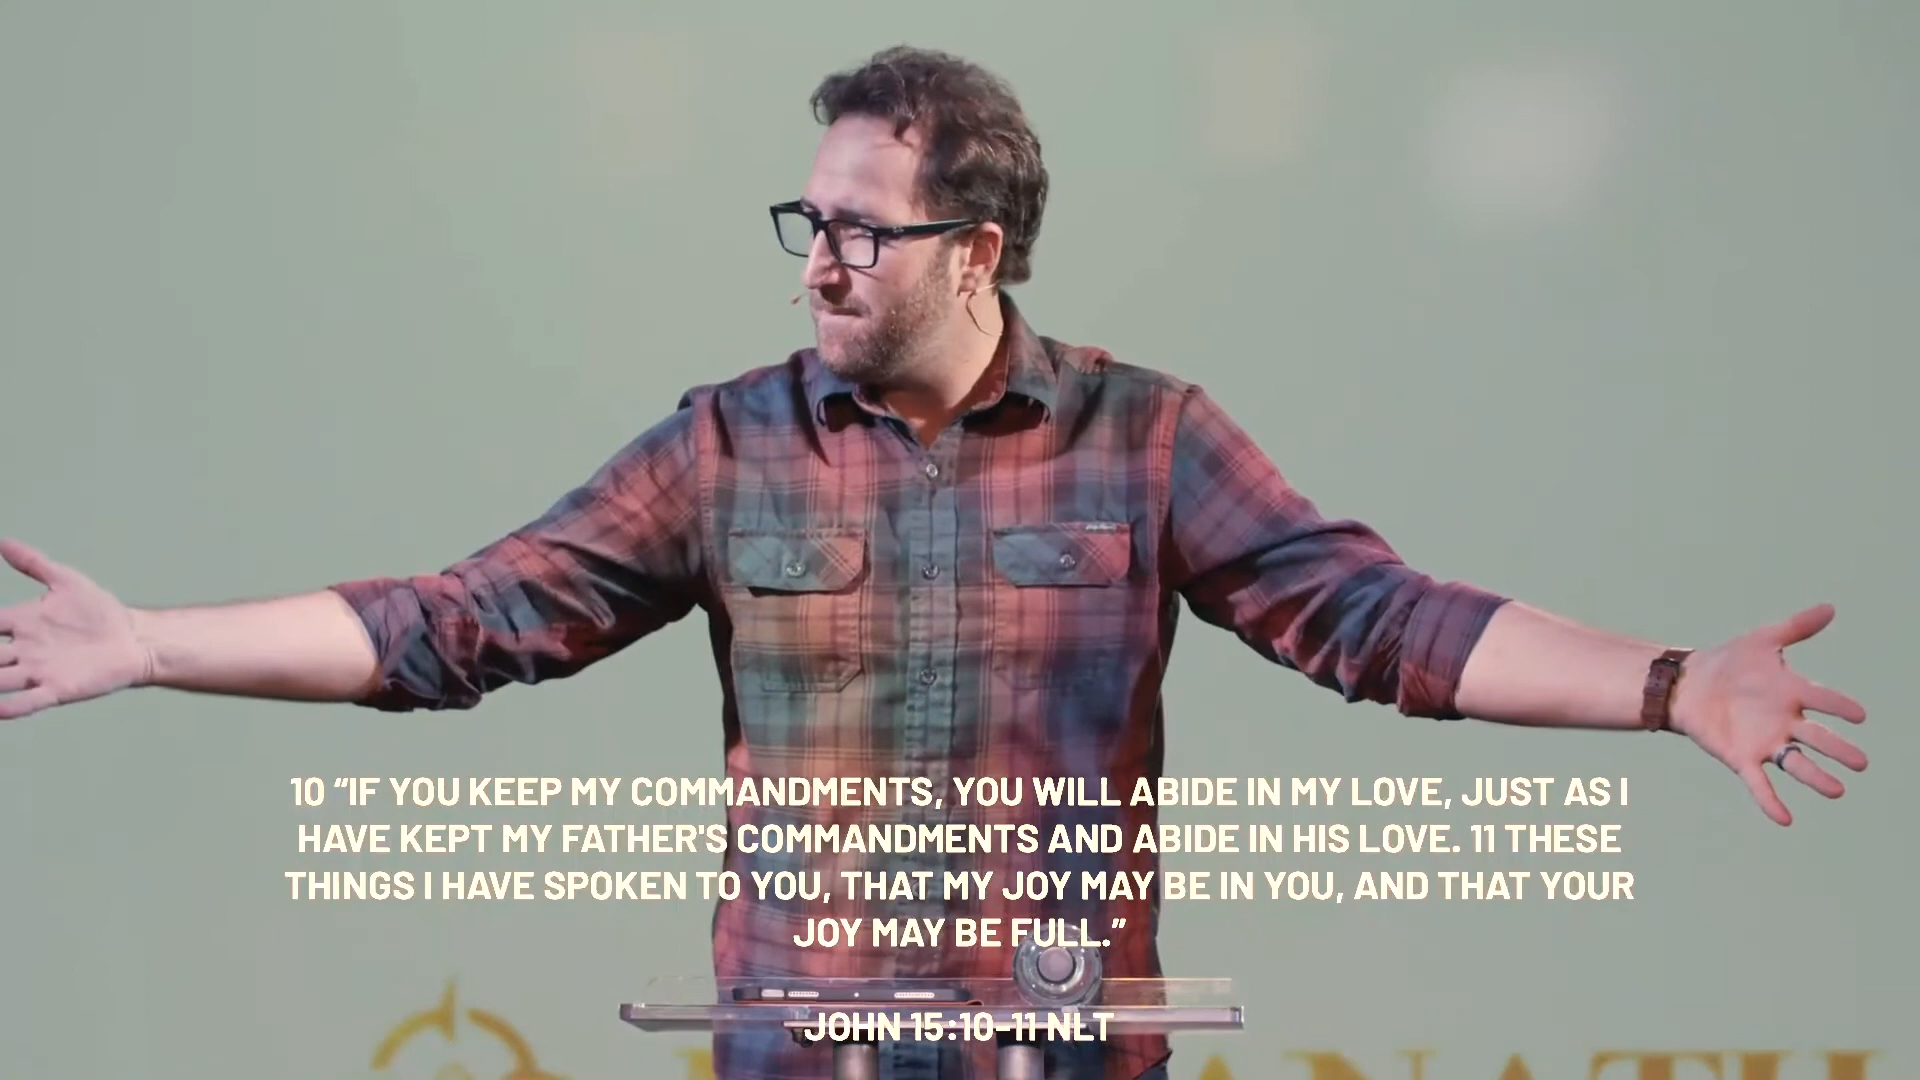 10 “IF YOU KEEP MY COMMANDMENTS, YOU WILL ABIDE IN MY LOVE, JUST AS I
HAVE KEPT MY FATHER'S COMMANDMENTS AND ABIDE IN HIS LOVE. 11 THESE
THINGS I HAVE SPOKEN TO YOU, THAT MY JOY MAY BE IN YOU, AND THAT YOUR
JOY MAY BE FULL.”
JOHN 15:10-11 NLT